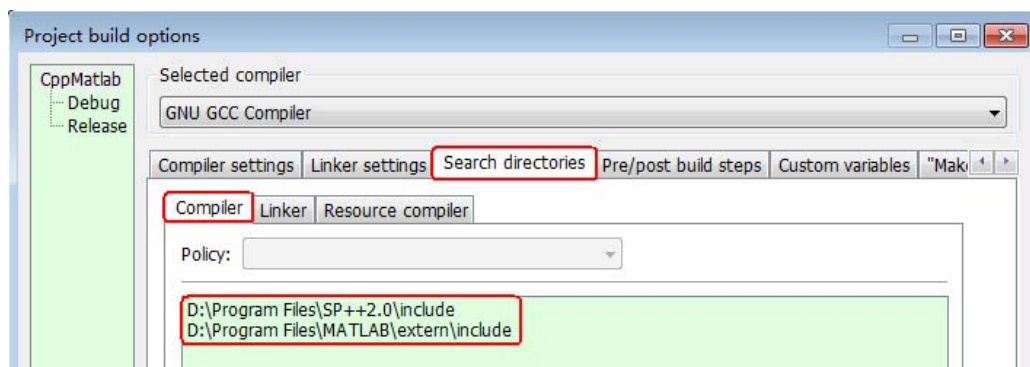 Project build options
CppMatlab
Debug
Release
Selected compiler
GNU GCC Compiler
Compiler settings Linker settings Search directories Pre/post build steps Custom variables "Mak
Compiler Linker Resource compiler
Policy:
D:\Program Files\SP++2.0\include
D:\Program Files\MATLAB\extern\include